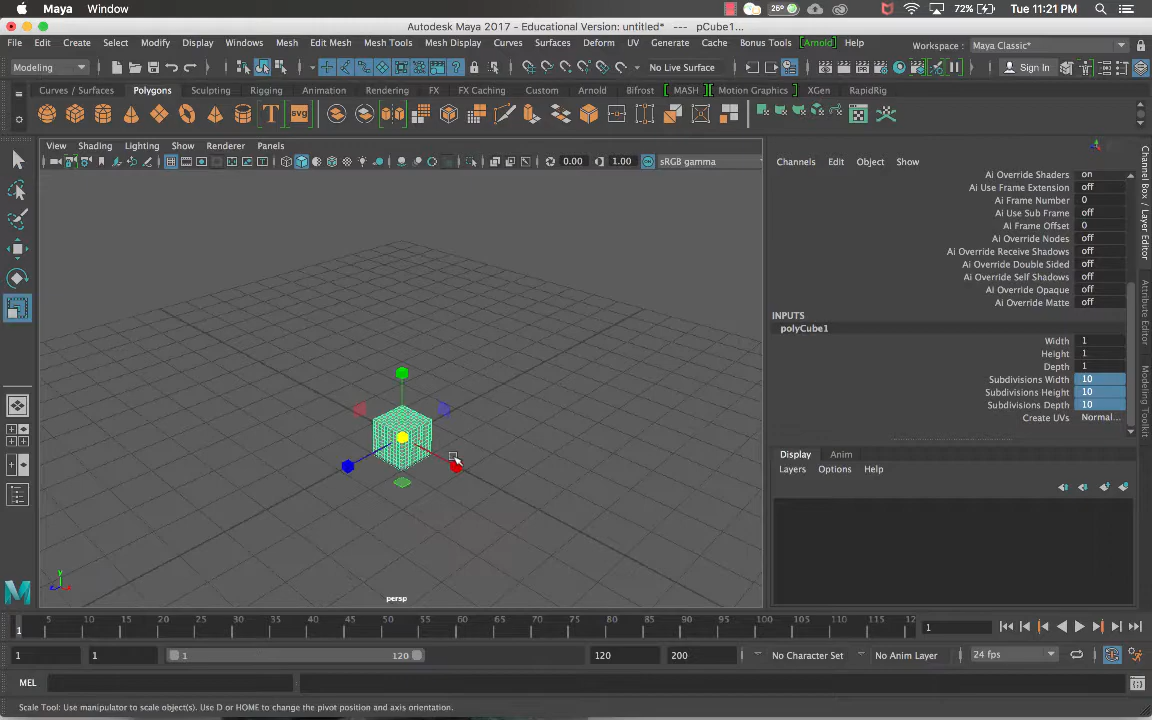 Maya Window 26° 72% Tue 11:21 PM
Autodesk Maya 2017 - Educational Version: untitled* --- pCube1...
File Edit Create Select Modify Display Windows Mesh Edit Mesh Mesh Tools Mesh Display Curves Surfaces Deform UV Generate Cache Bonus Tools Arnold Help Workspace : Maya Classic*
Modeling No Live Surface Sign In
Curves / Surfaces Polygons Sculpting Rigging Animation Rendering FX FX Caching Custom Arnold Bifrost MASH Motion Graphics XGen RapidRig
T svg
View Shading Lighting Show Renderer Panels
0.00 1.00 sRGB gamma
Channels Edit Object Show
Ai Override Shaders on
Ai Use Frame Extension off
Ai Frame Number 0
Ai Use Sub Frame off
Ai Frame Offset 0
Ai Override Nodes off
Ai Override Receive Shadows off
Ai Override Double Sided off
Ai Override Self Shadows off
Ai Override Opaque off
Ai Override Matte off
INPUTS
polyCube1
Width 1
Height 1
Depth 1
Subdivisions Width 10
Subdivisions Height 10
Subdivisions Depth 10
Create UVs Normal...
Display Anim
Layers Options Help
Channel Box / Layer Editor
Attribute Editor
Modeling Toolkit
y
persp
5 10 15 20 25 30 35 40 45 50 55 60 65 70 75 80 85 90 95 100 105 110 115 12
1 1
1 1 1 120 120 200 No Character Set No Anim Layer 24 fps
MEL
Scale Tool: Use manipulator to scale object(s). Use D or HOME to change the pivot position and axis orientation.